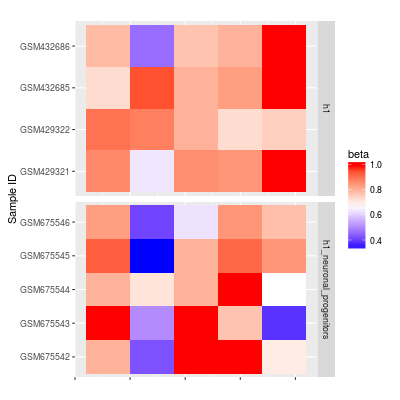 GSM432686
GSM432685
GSM429322
GSM429321
h1
GSM675546
GSM675545
GSM675544
GSM675543
GSM675542
h1_neuronal_progenitors
Sample ID
beta
1.0
0.8
0.6
0.4